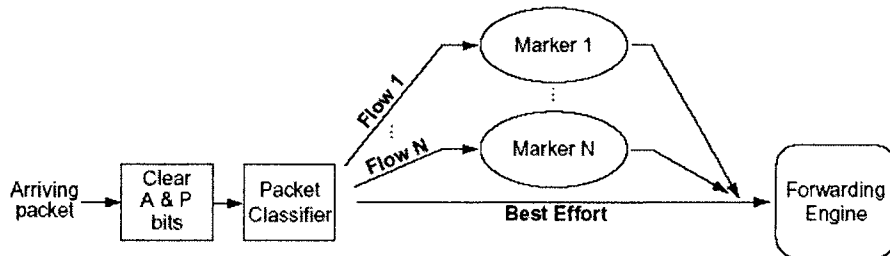 Arriving
packet
Clear
A & P
bits
Packet
Classifier
Flow 1
Flow N
Marker 1
Marker N
Best Effort
Forwarding
Engine